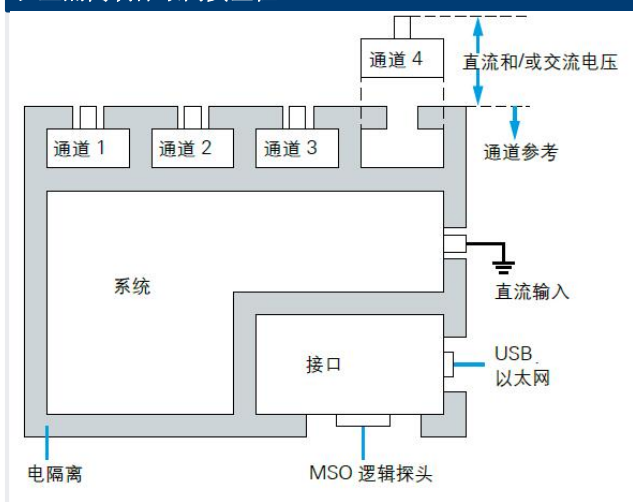 通道 4
直流和/或交流电压
通道 1
通道 2
通道 3
通道参考
系统
直流输入
接口
USB
以太网
电隔离
MSO 逻辑探头